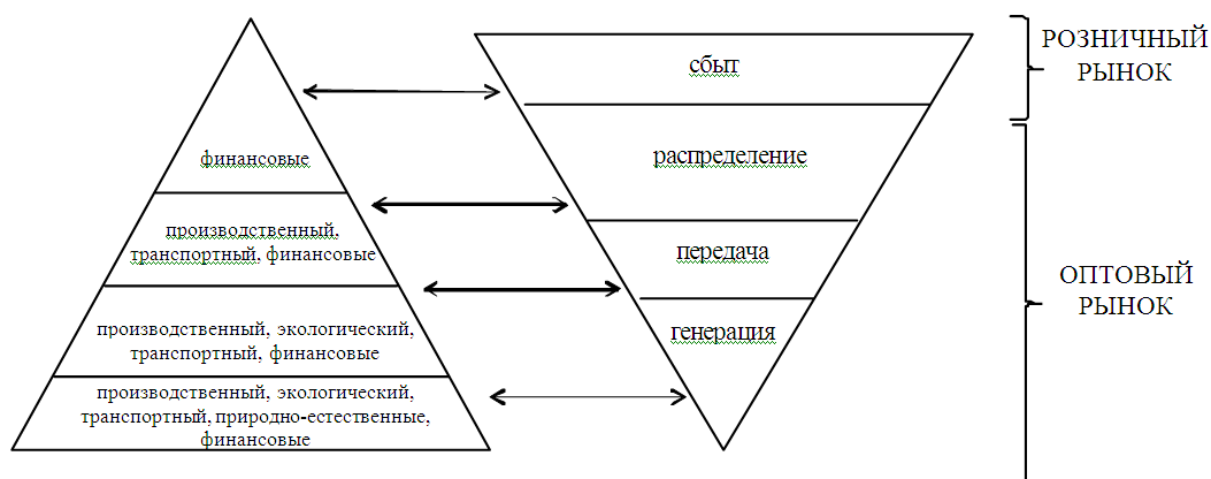 финансовые
производственный,
транспортный, финансовые
производственный, экологический,
транспортный, финансовые
производственный, экологический,
транспортный, природно-естественные,
финансовые
сбыт
распределение
передача
генерация
РОЗНИЧНЫЙ
РЫНОК
ОПТОВЫЙ
РЫНОК